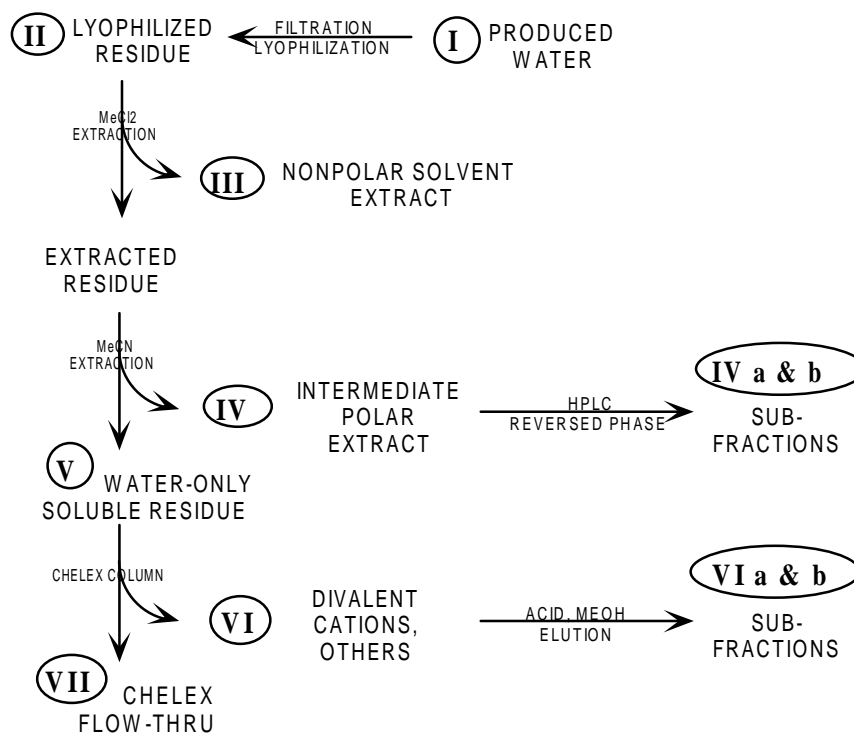 II LYOPHILIZED
RESIDUE
FILTRATION
LYOPHILIZATION
I PRODUCED
WATER
MeCl2
EXTRACTION
III NONPOLAR SOLVENT
EXTRACT
EXTRACTED
RESIDUE
MeCN
EXTRACTION
IV INTERMEDIATE
POLAR
EXTRACT
HPLC
REVERSED PHASE
IV a & b
SUB-
FRACTIONS
V WATER-ONLY
SOLUBLE RESIDUE
CHELEX COLUMN
VI DIVALENT
CATIONS,
OTHERS
ACID, MEOH
ELUTION
VI a & b
SUB-
FRACTIONS
VII CHELEX
FLOW-THRU